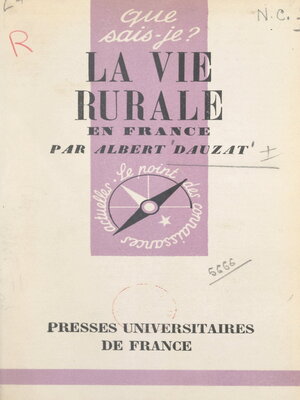 N.C.
R
que
sais-je?
LA VIE
RURALE
EN FRANCE
PAR ALBERT DAUZAT
Le point des connaissances actuelles
9999
PRESSES UNIVERSITAIRES
DE FRANCE